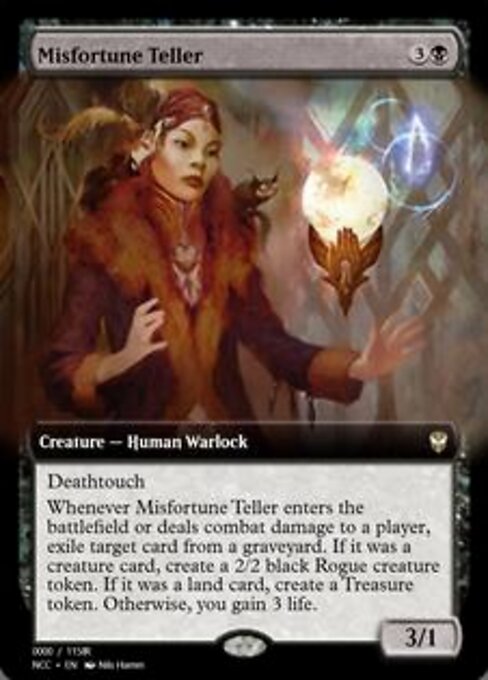 Misfortune Teller 3
Creature — Human Warlock
Deathtouch
Whenever Misfortune Teller enters the
battlefield or deals combat damage to a player,
exile target card from a graveyard. If it was a
creature card, create a 2/2 black Rogue creature
token. If it was a land card, create a Treasure
token. Otherwise, you gain 3 life.
3/1
000 / 115R
NCC • EN Nils Hamm